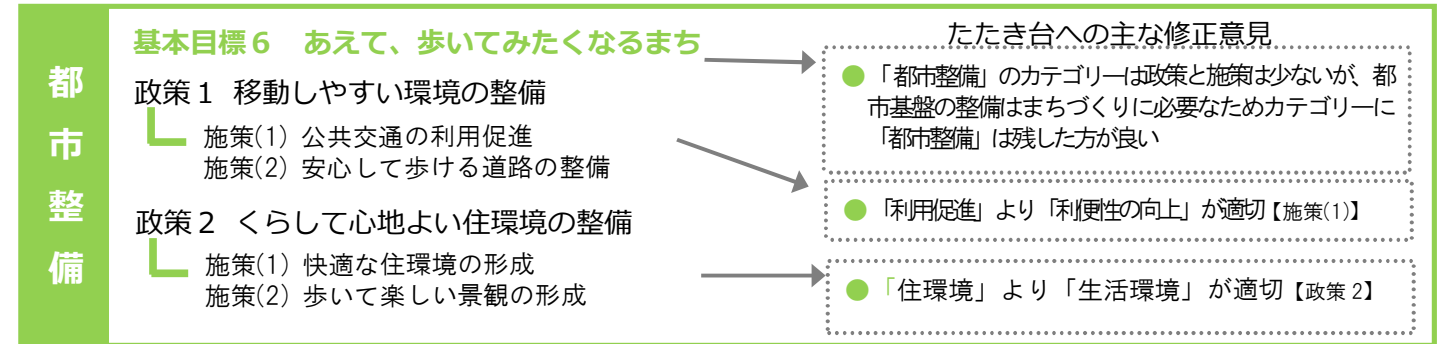 都市整備
基本目標６　あえて、歩いてみたくなるまち
政策１ 移動しやすい環境の整備
施策(1) 公共交通の利用促進
施策(2) 安心して歩ける道路の整備
政策２ くらして心地よい住環境の整備
施策(1) 快適な住環境の形成
施策(2) 歩いて楽しい景観の形成
たたき台への主な修正意見
● 「都市整備」のカテゴリーは政策と施策は少ないが、都
市基盤の整備はまちづくりに必要なためカテゴリーに
「都市整備」は残した方が良い
● 「利用促進」より「利便性の向上」が適切【施策(1)】
● 「住環境」より「生活環境」が適切【政策 2】